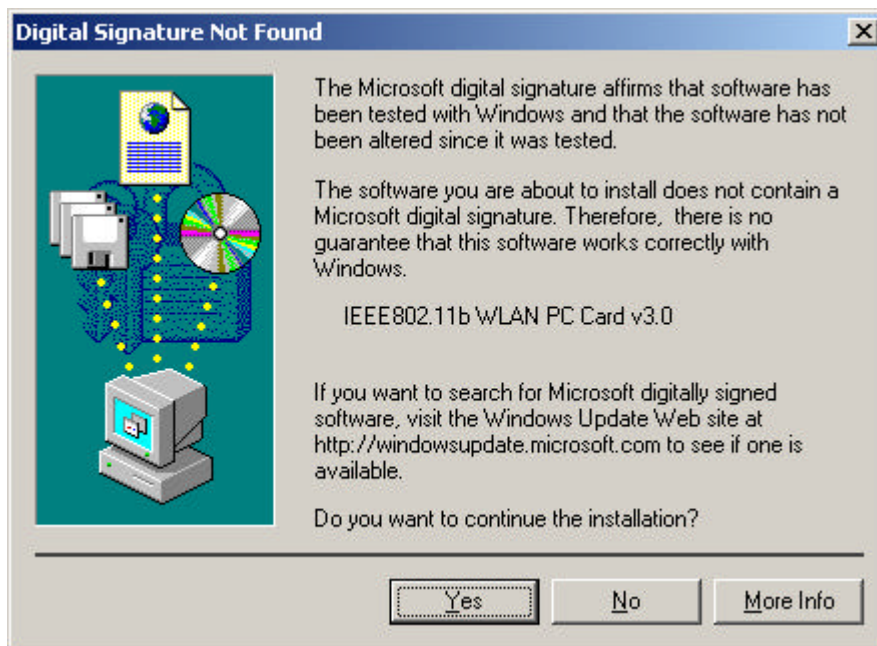 Digital Signature Not Found
The Microsoft digital signature affirms that software has
been tested with Windows and that the software has not
been altered since it was tested.
The software you are about to install does not contain a
Microsoft digital signature. Therefore,  there is no
guarantee that this software works correctly with
Windows.
IEEE802.11b WLAN PC Card v3.0
If you want to search for Microsoft digitally signed
software, visit the Windows Update Web site at
http://windowsupdate.microsoft.com to see if one is
available.
Do you want to continue the installation?
Yes No More Info